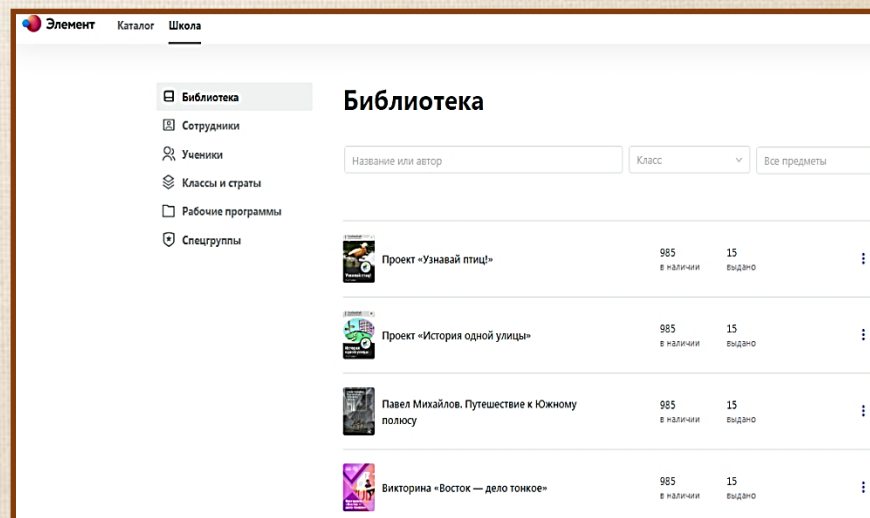 Элемент Каталог Школа
Библиотека
Сотрудники
Ученики
Классы и страты
Рабочие программы
Спецгруппы
Библиотека
Название или автор Класс Все предметы
Проект «Узнавай птиц!» 985 15
в наличии выдано
Проект «История одной улицы» 985 15
в наличии выдано
Павел Михайлов. Путешествие к Южному
полюсу
985 15
в наличии выдано
Викторина «Восток — дело тонкое» 985 15
в наличии выдано